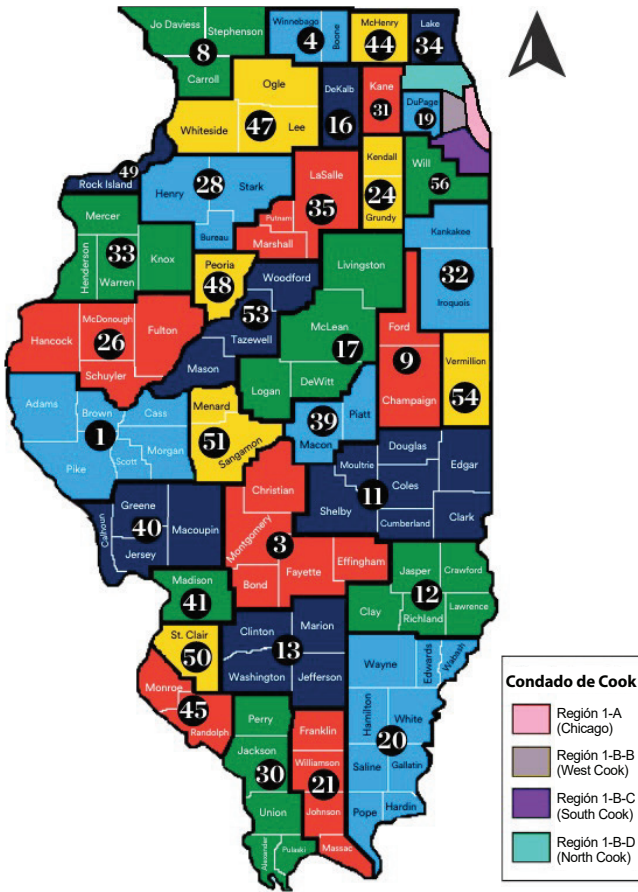 Jo Daviess
Stephenson
8
Carroll
Winnebago
4
Boone
McHenry
44
Lake
34
Ogle
Whiteside
47
Lee
DeKalb
16
Kane
31
DuPage
19
49
Rock Island
Henry
28
Stark
Bureau
LaSalle
35
Putnam
Marshall
Kendall
24
Grundy
Will
56
Mercer
33
Henderson
Warren
Knox
Peoria
48
Woodford
53
Tazewell
Mason
Livingston
McLean
17
Logan
DeWitt
Kankakee
32
Iroquois
Hancock
McDonough
26
Fulton
Schuyler
Ford
9
Champaign
Vermillion
54
Adams
Brown
Cass
1
Pike
Scott
Morgan
Menard
51
Sangamon
39
Piatt
Macon
Douglas
Edgar
Moultrie
Coles
11
Shelby
Cumberland
Clark
Calhoun
Greene
40
Macoupin
Jersey
Christian
Montgomery
3
Effingham
Bond
Fayette
Jasper
Crawford
12
Clay
Richland
Lawrence
Madison
41
St. Clair
50
Clinton
Marion
13
Washington
Jefferson
Monroe
45
Randolph
Wayne
Edwards
Wabash
Hamilton
White
20
Saline
Gallatin
Pope
Hardin
Perry
Jackson
30
Union
Alexander
Pulaski
Franklin
Williamson
21
Johnson
Massac
Condado de Cook
Región 1-A
(Chicago)
Región 1-B-B
(West Cook)
Región 1-B-C
(South Cook)
Región 1-B-D
(North Cook)